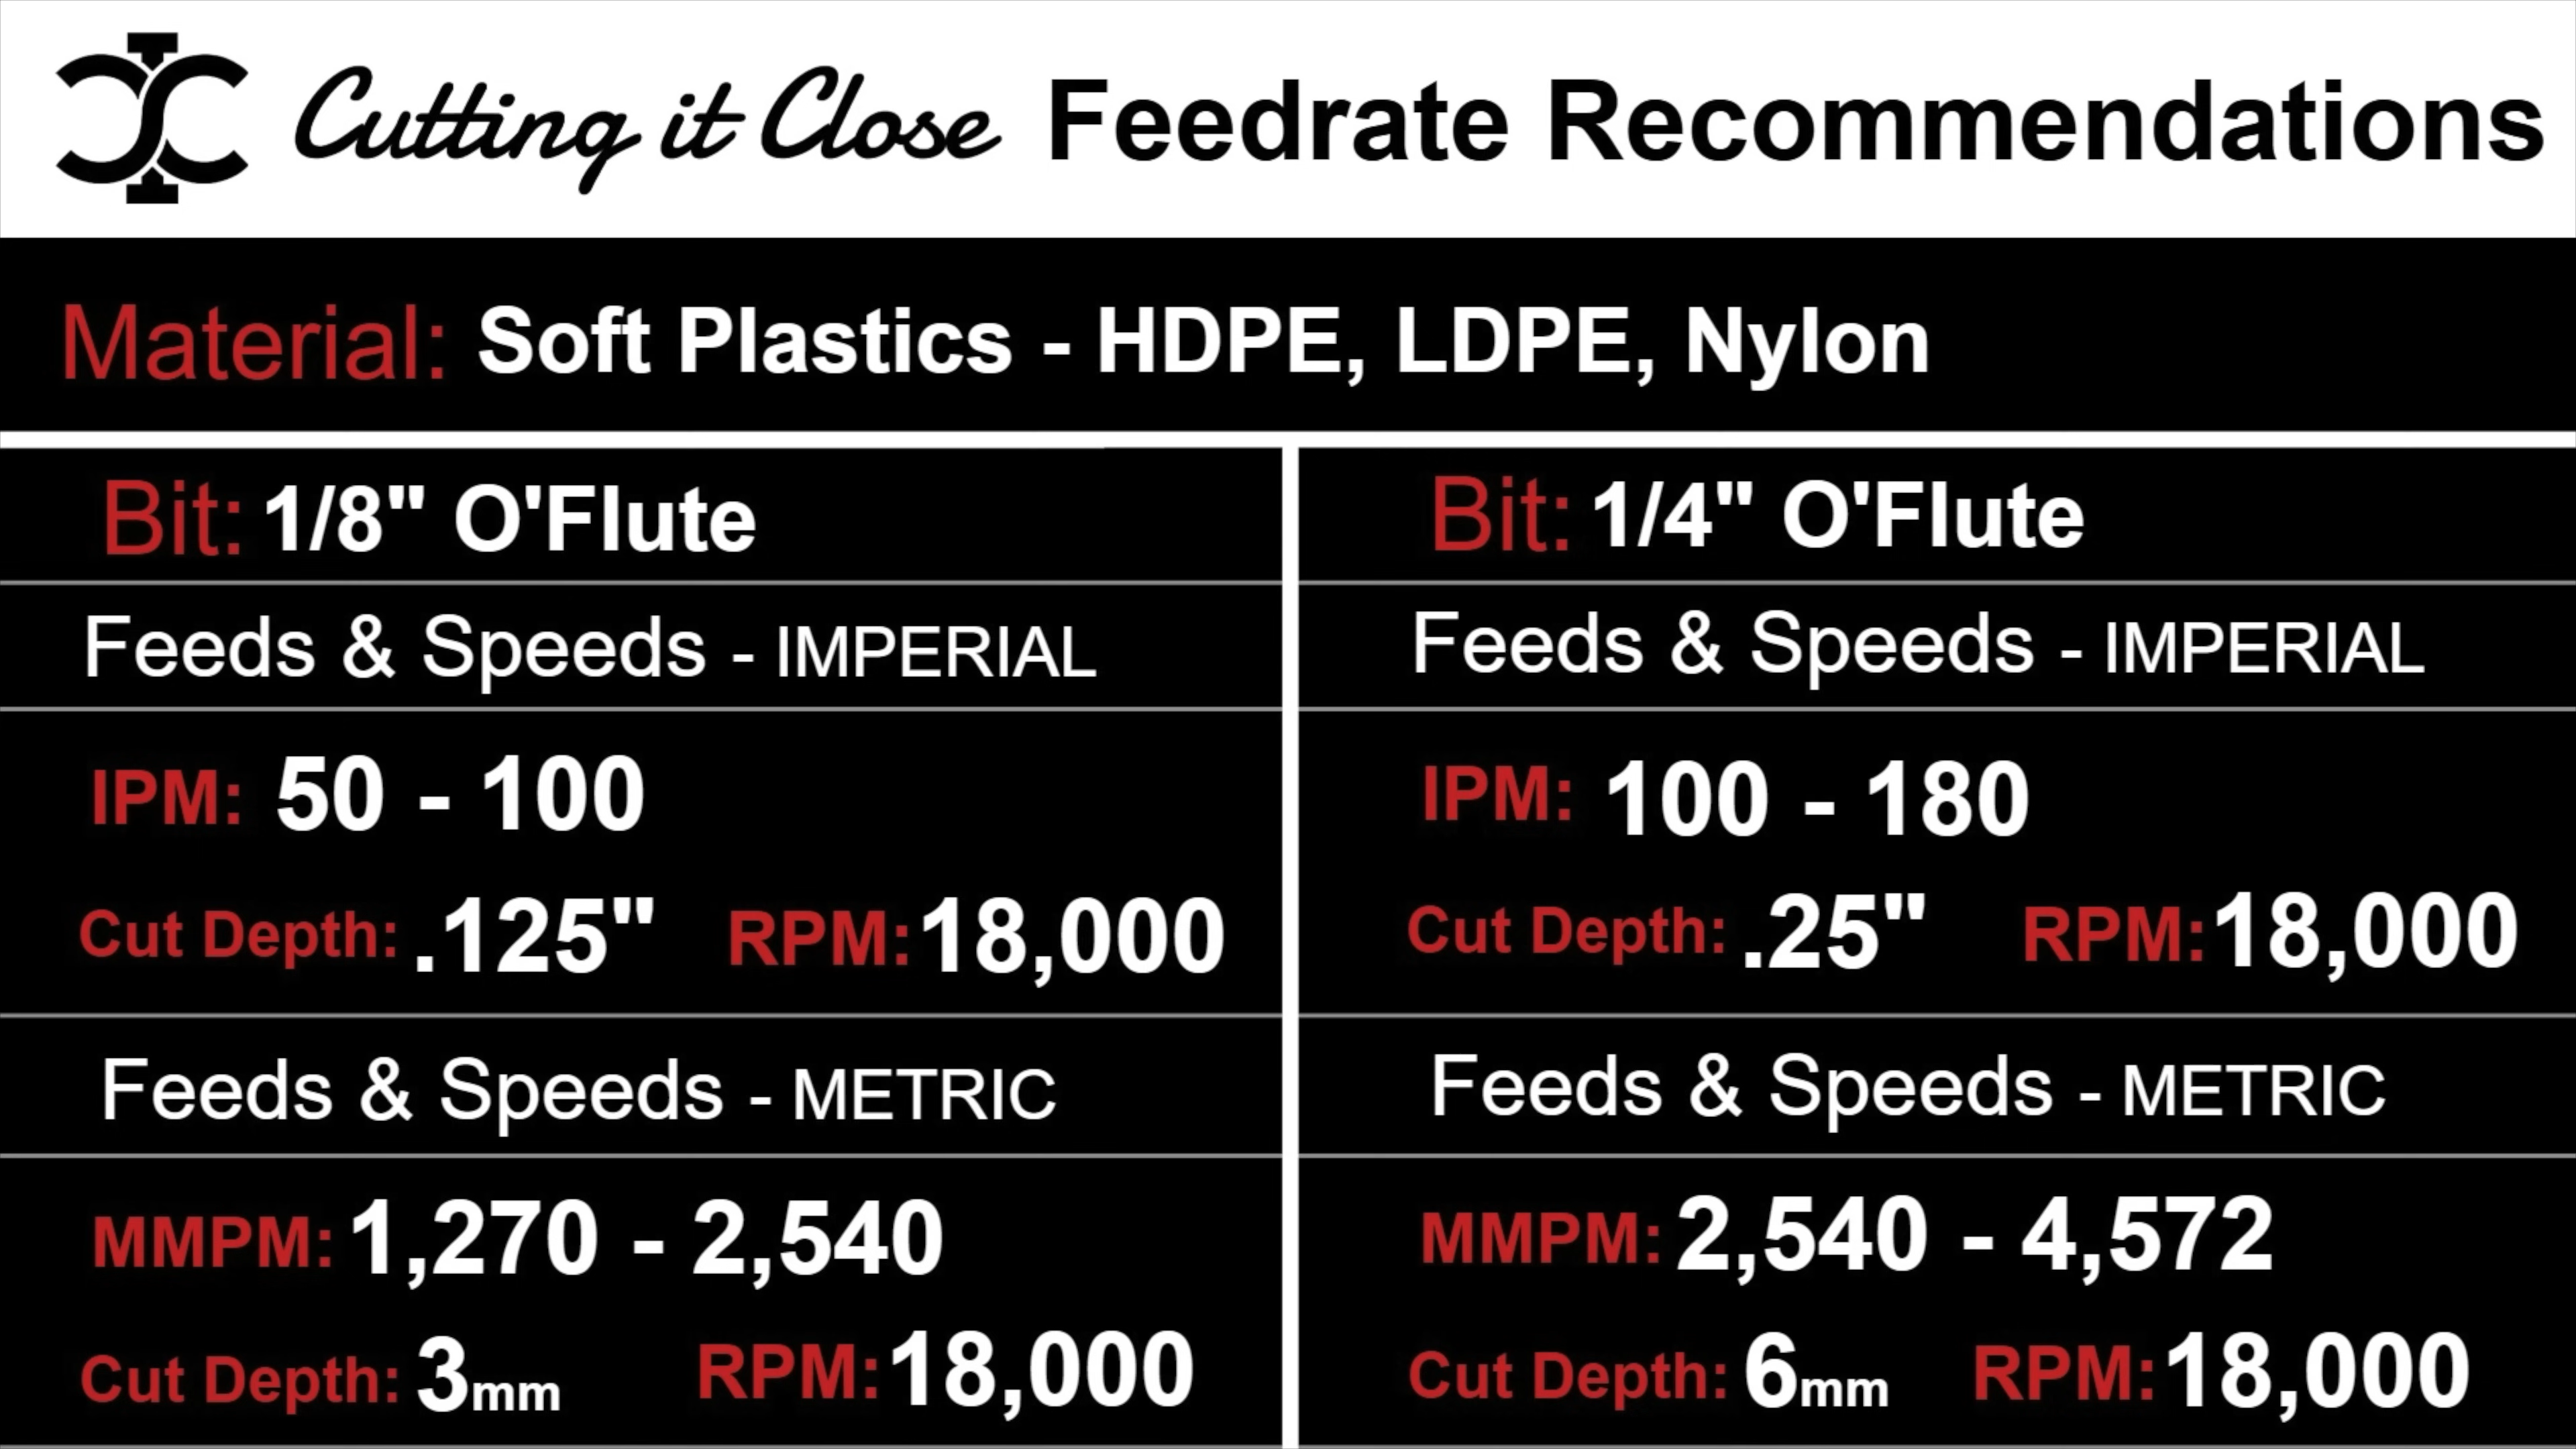 Cutting it Close Feedrate Recommendations
Material: Soft Plastics - HDPE, LDPE, Nylon
Bit: 1/8" O'Flute
Feeds & Speeds - IMPERIAL
IPM: 50 - 100
Cut Depth: .125" RPM: 18,000
Feeds & Speeds - METRIC
MMPM: 1,270 - 2,540
Cut Depth: 3mm RPM: 18,000
Bit: 1/4" O'Flute
Feeds & Speeds - IMPERIAL
IPM: 100 - 180
Cut Depth: .25" RPM: 18,000
Feeds & Speeds - METRIC
MMPM: 2,540 - 4,572
Cut Depth: 6mm RPM: 18,000